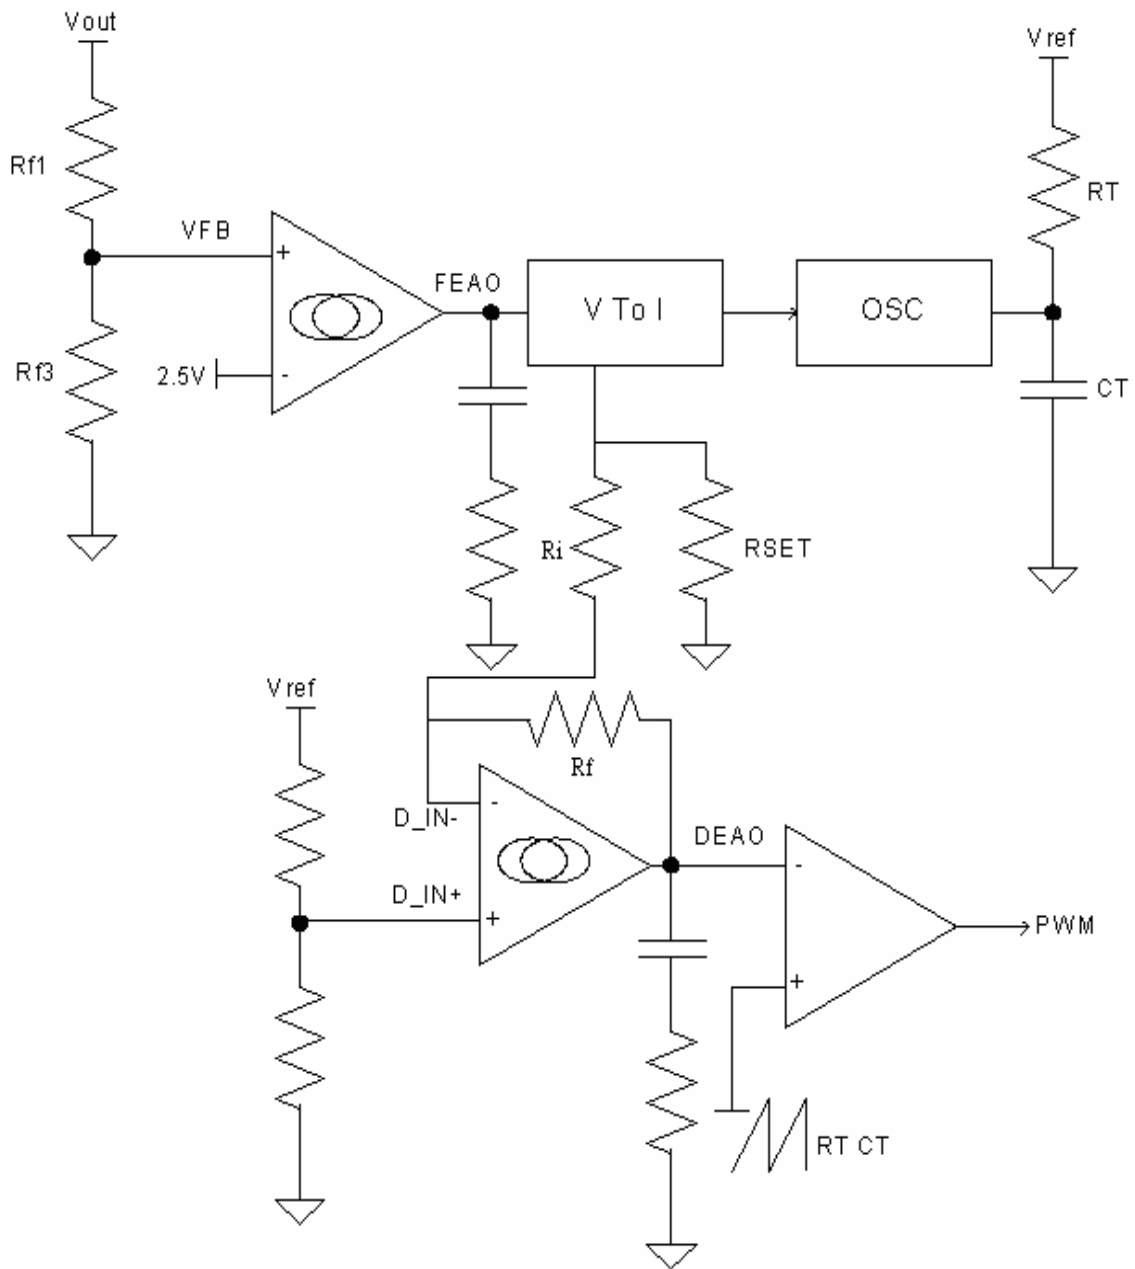 Vout
Vref
Rf1
RT
VFB
+
FEAO
V To I
OSC
Rf3
2.5V
-
CT
Ri
RSET
Vref
Rf
D_IN-
-
DEAO
-
D_IN+
+
PWM
+
RT CT